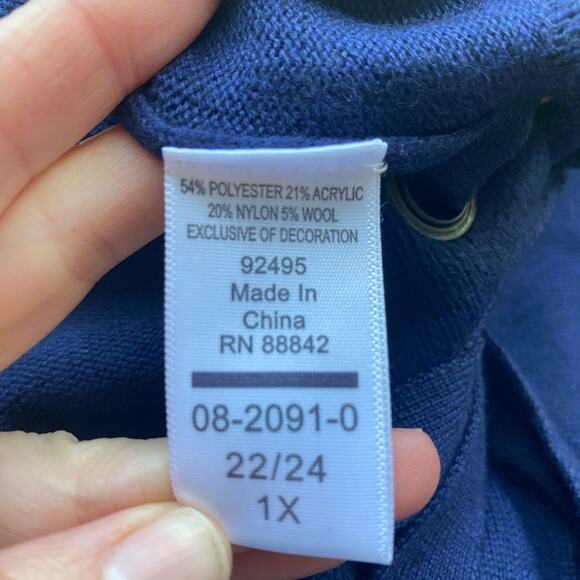 54% POLYESTER 21% ACRYLIC
20% NYLON 5% WOOL
EXCLUSIVE OF DECORATION
92495
Made In
China
RN 88842
08-2091-0
22/24
1X